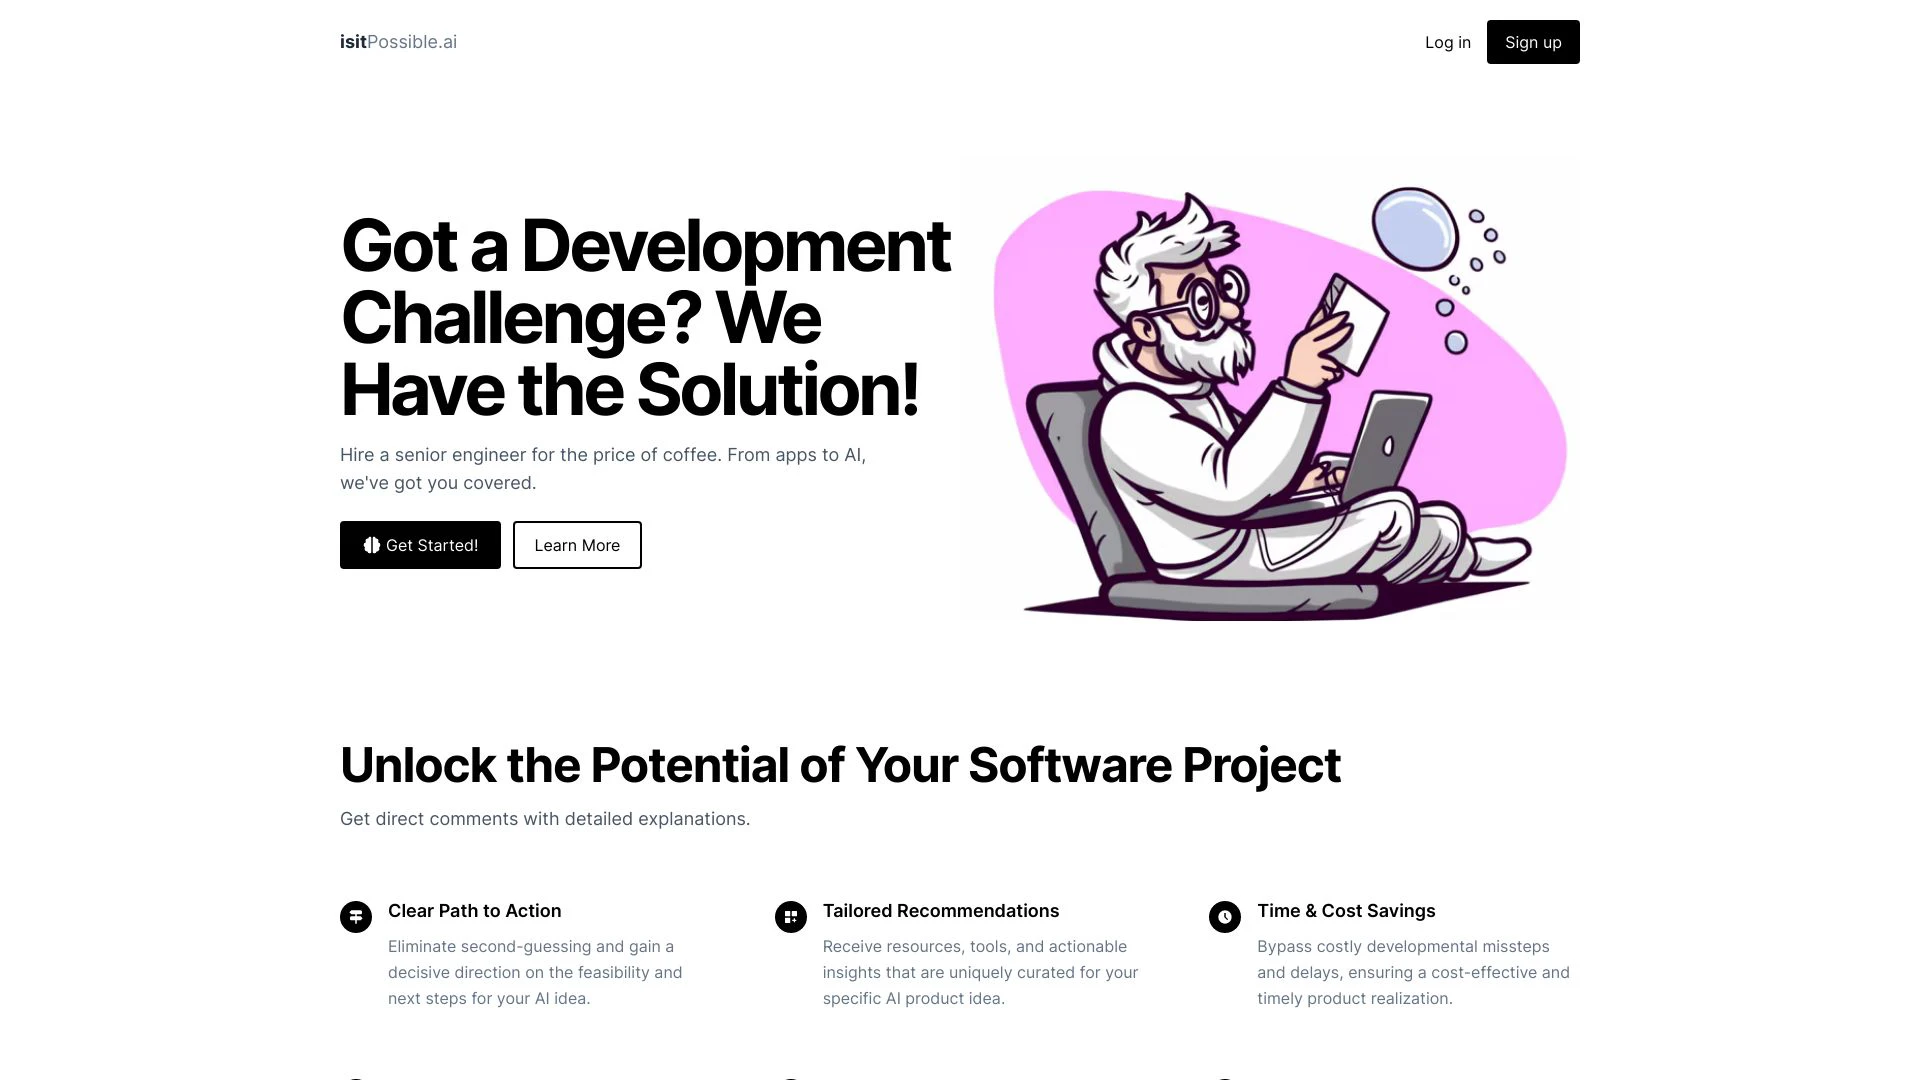 isitPossible.ai
Log in
Sign up
Got a Development
Challenge? We
Have the Solution!
Hire a senior engineer for the price of coffee. From apps to AI,
we've got you covered.
Get Started!
Learn More
Unlock the Potential of Your Software Project
Get direct comments with detailed explanations.
Clear Path to Action
Eliminate second-guessing and gain a
decisive direction on the feasibility and
next steps for your AI idea.
Tailored Recommendations
Receive resources, tools, and actionable
insights that are uniquely curated for your
specific AI product idea.
Time & Cost Savings
Bypass costly developmental missteps
and delays, ensuring a cost-effective and
timely product realization.